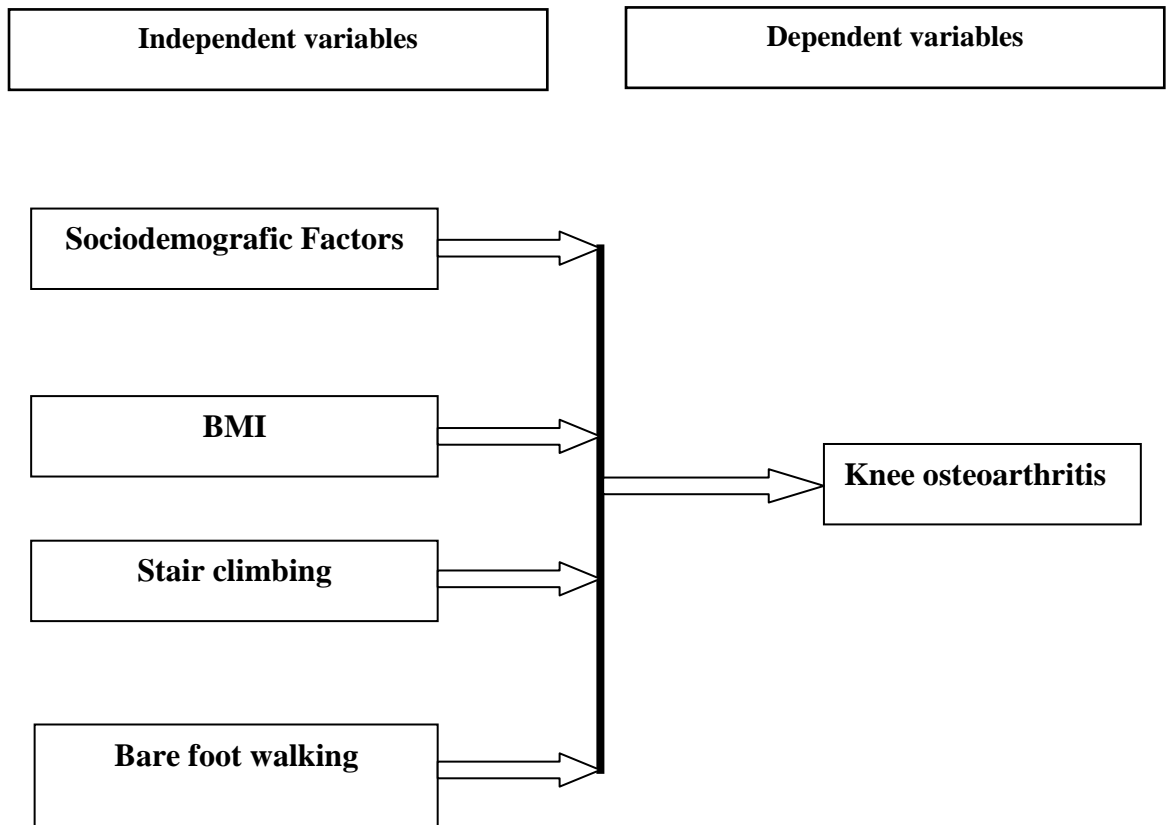 Independent variables
Dependent variables
Sociodemografic Factors
BMI
Knee osteoarthritis
Stair climbing
Bare foot walking